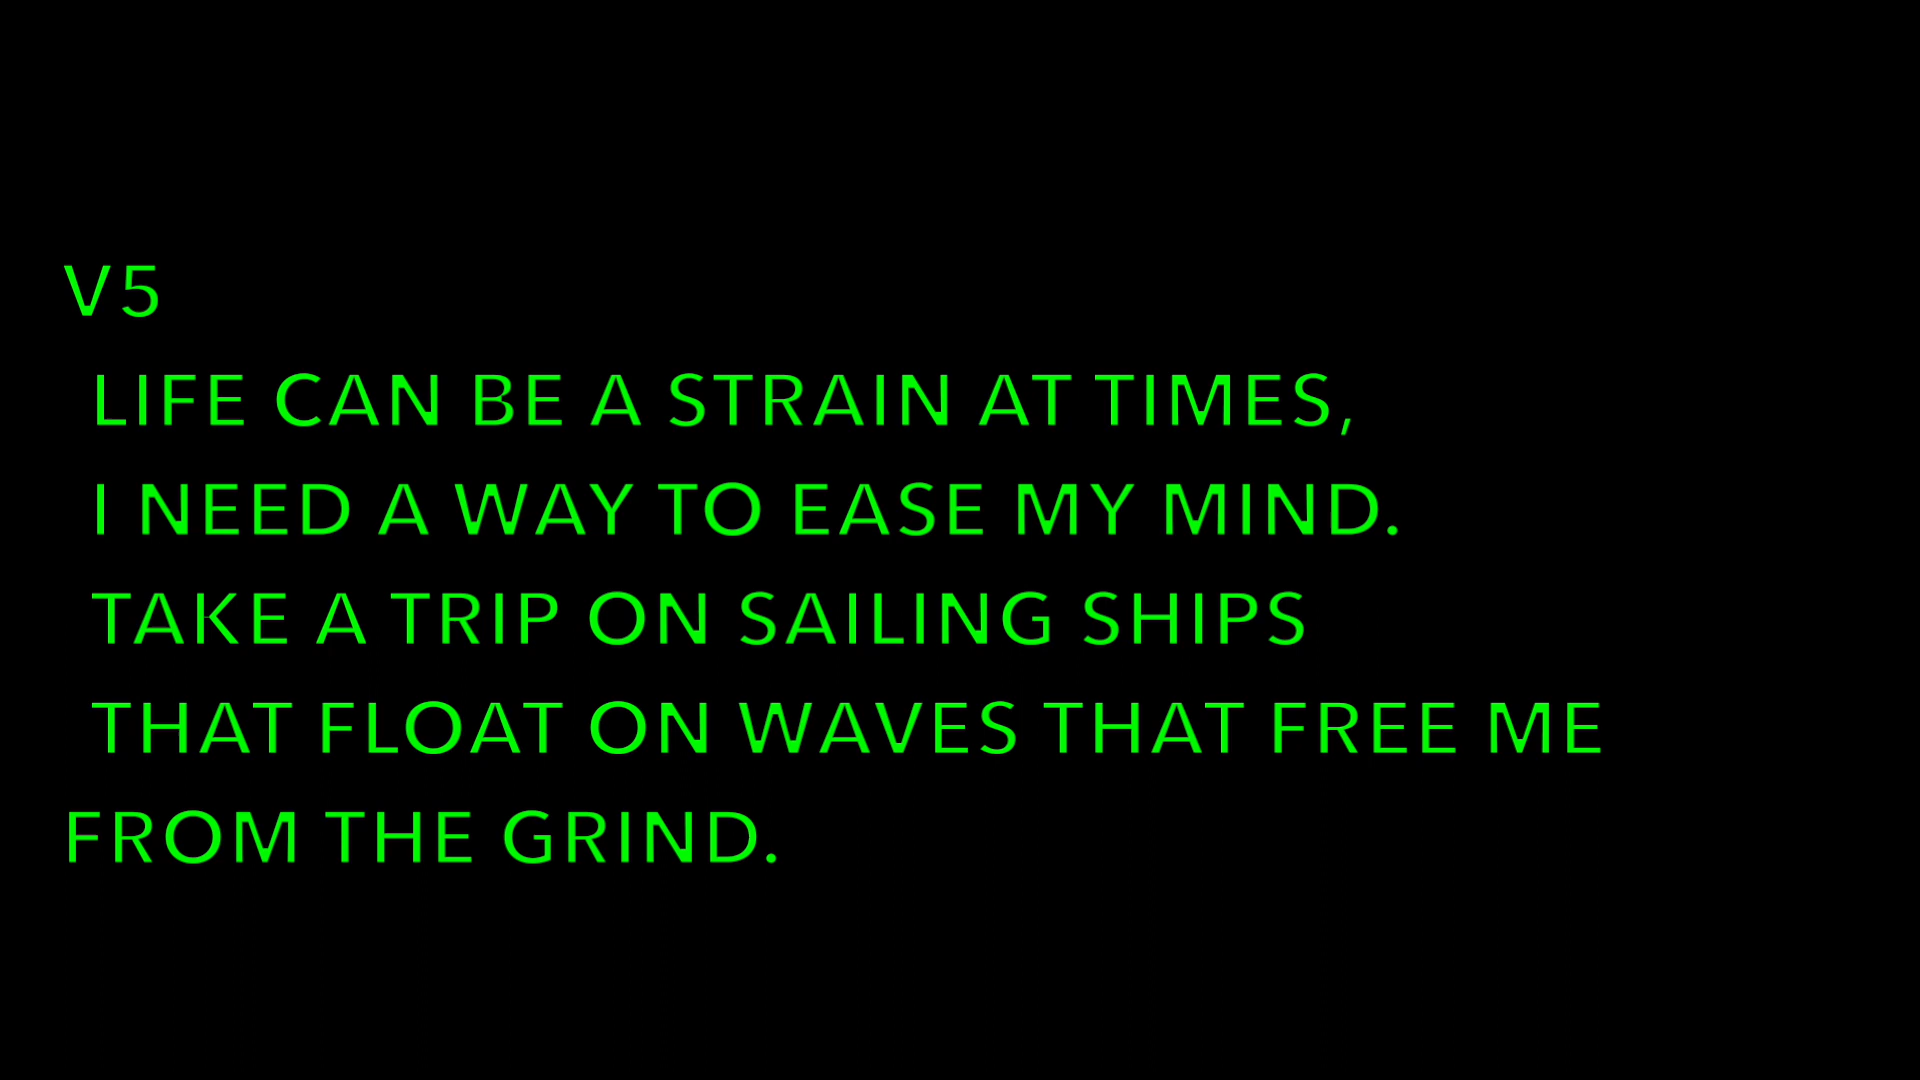 V5
LIFE CAN BE A STRAIN AT TIMES,
I NEED A WAY TO EASE MY MIND.
TAKE A TRIP ON SAILING SHIPS
THAT FLOAT ON WAVES THAT FREE ME
FROM THE GRIND.